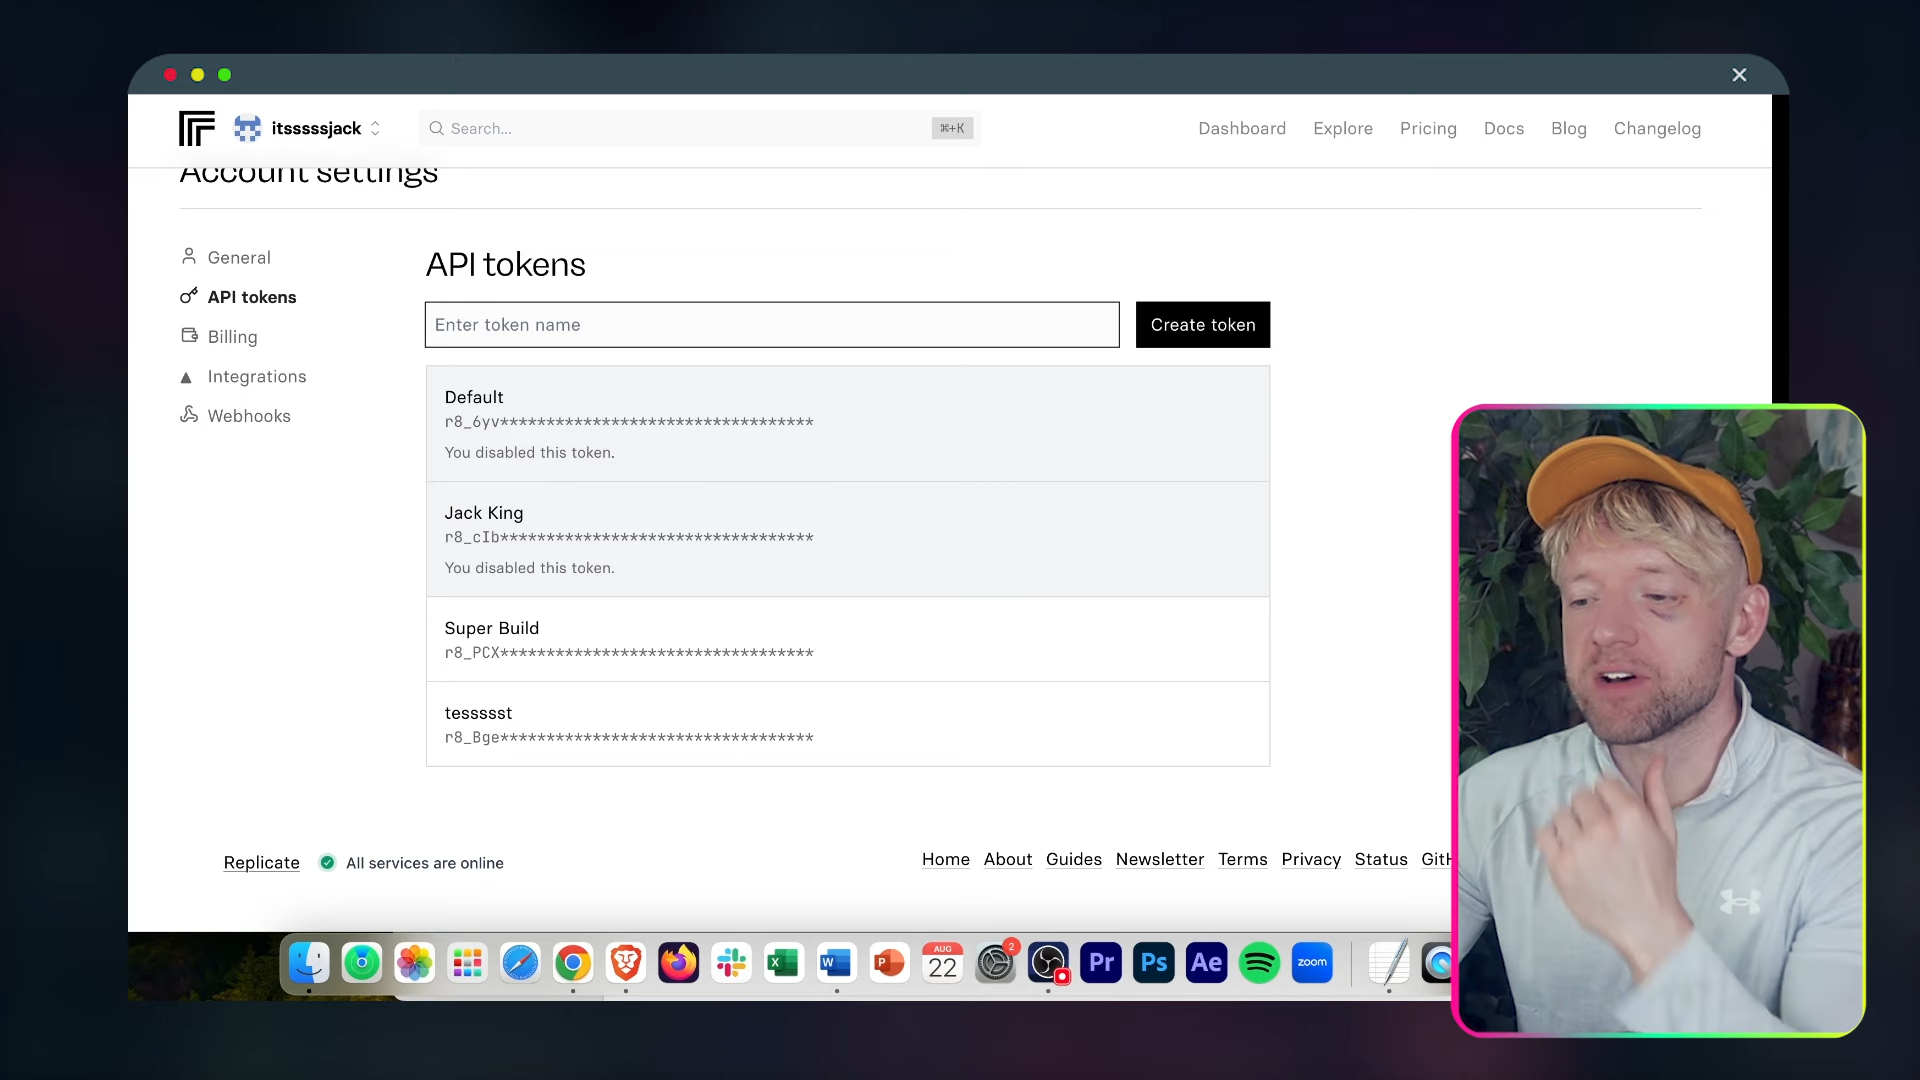 itsssssjack
Search...
⌘+K
Dashboard
Explore
Pricing
Docs
Blog
Changelog
Account settings
General
API tokens
Billing
Integrations
Webhooks
API tokens
Enter token name
Create token
Default
r8_6yv**********************************
You disabled this token.
Jack King
r8_cIb**********************************
You disabled this token.
Super Build
r8_PCX**********************************
tessssst
r8_Bge**********************************
Replicate
All services are online
Home
About
Guides
Newsletter
Terms
Privacy
Status
GitH
X
W
P
AUG
22
2
Pr
Ps
Ae
zoom